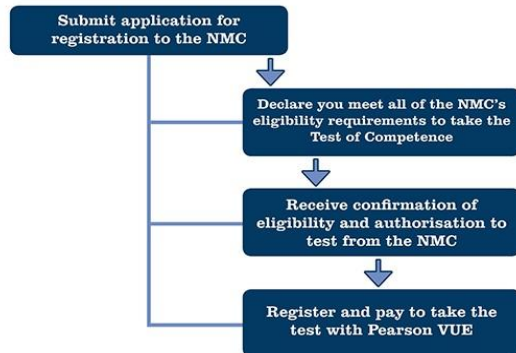 Submit application for
registration to the NMC
Declare you meet all of the NMC's
eligibility requirements to take the
Test of Competence
Receive confirmation of
eligibility and authorisation to
test from the NMC
Register and pay to take the
test with Pearson VUE